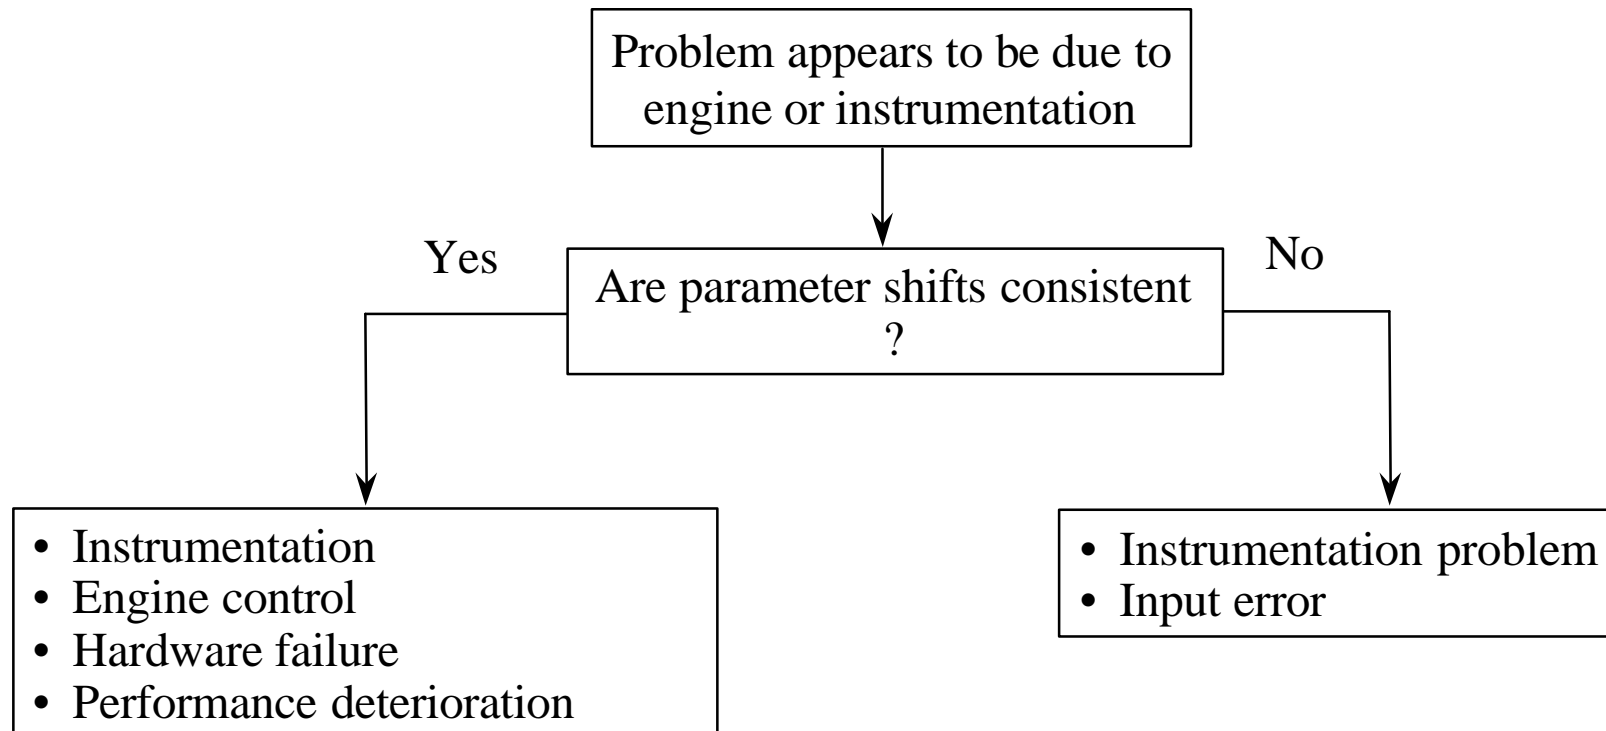 Problem appears to be due to
engine or instrumentation
Yes
No
Are parameter shifts consistent
?
• Instrumentation
• Engine control
• Hardware failure
• Performance deterioration
• Instrumentation problem
• Input error